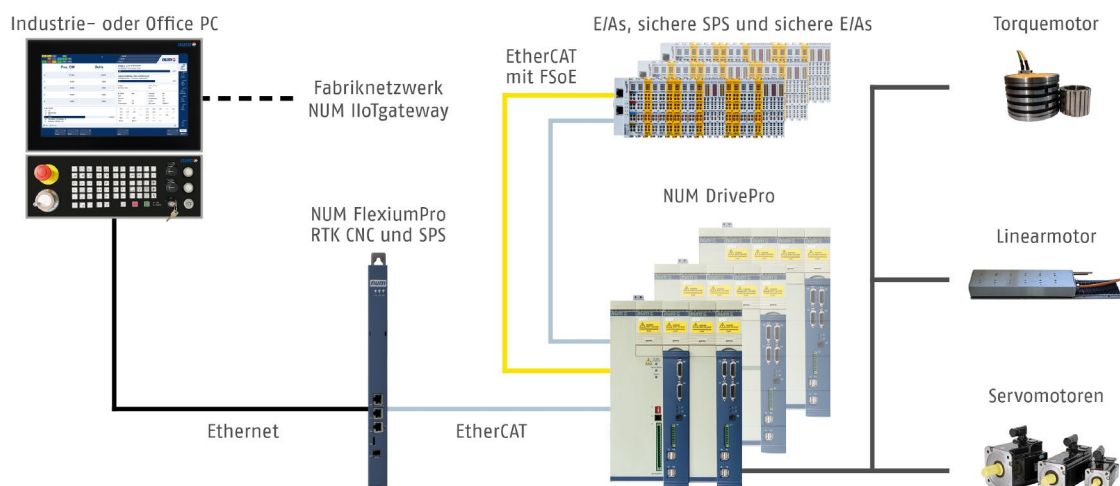 Industrie- oder Office PC
E/As, sichere SPS und sichere E/As
Torquemotor
EtherCAT
mit FSoE
Fabriknetzwerk
NUM IIoTgateway
NUM FlexiumPro
RTK CNC und SPS
NUM DrivePro
Linearmotor
Servomotoren
Ethernet
EtherCAT
num